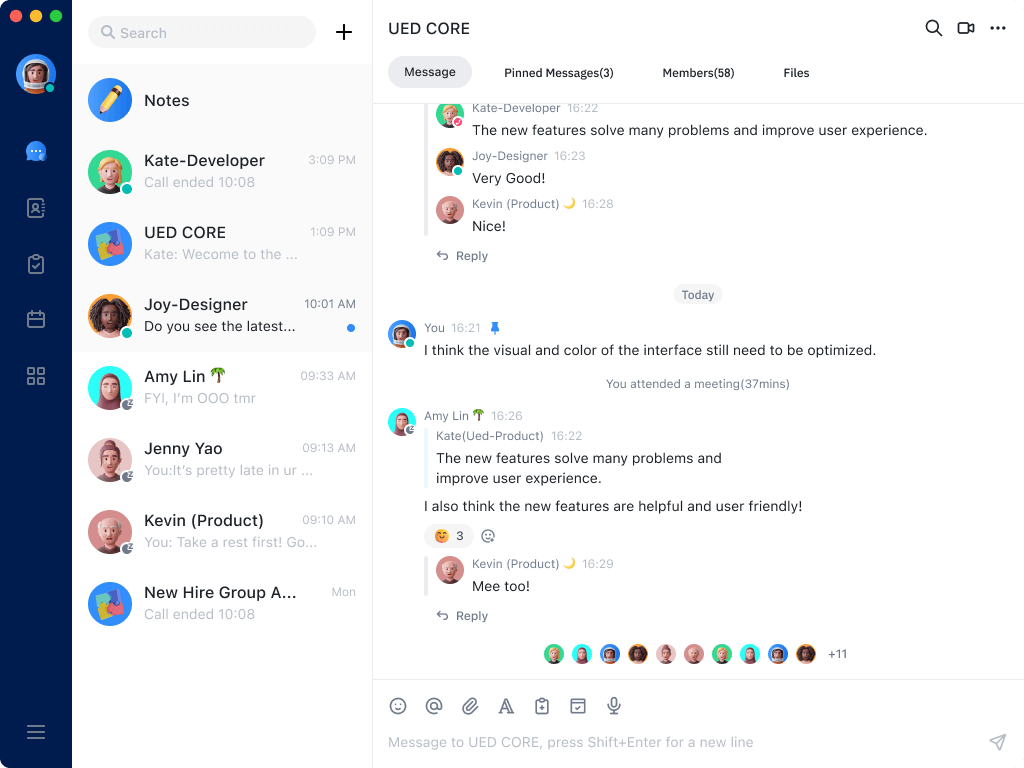 Search
Notes
Kate-Developer 3:09 PM
Call ended 10:08
UED CORE 1:09 PM
Kate: Wecome to the ...
Joy-Designer 10:01 AM
Do you see the latest...
Amy Lin 🌴 09:33 AM
FYI, I’m OOO tmr
Jenny Yao 09:13 AM
You:It’s pretty late in ur ...
Kevin (Product) 09:10 AM
You: Take a rest first! Go...
New Hire Group A... Mon
Call ended 10:08
UED CORE
Message Pinned Messages(3) Members(58) Files
Kate-Developer 16:22
The new features solve many problems and improve user experience.
Joy-Designer 16:23
Very Good!
Kevin (Product) 🌙 16:28
Nice!
Reply
Today
You 16:21
I think the visual and color of the interface still need to be optimized.
You attended a meeting(37mins)
Amy Lin 🌴 16:26
Kate(Ued-Product) 16:22
The new features solve many problems and
improve user experience.
I also think the new features are helpful and user friendly!
😊 3
Kevin (Product) 🌙 16:29
Mee too!
Reply
+11
Message to UED CORE, press Shift+Enter for a new line